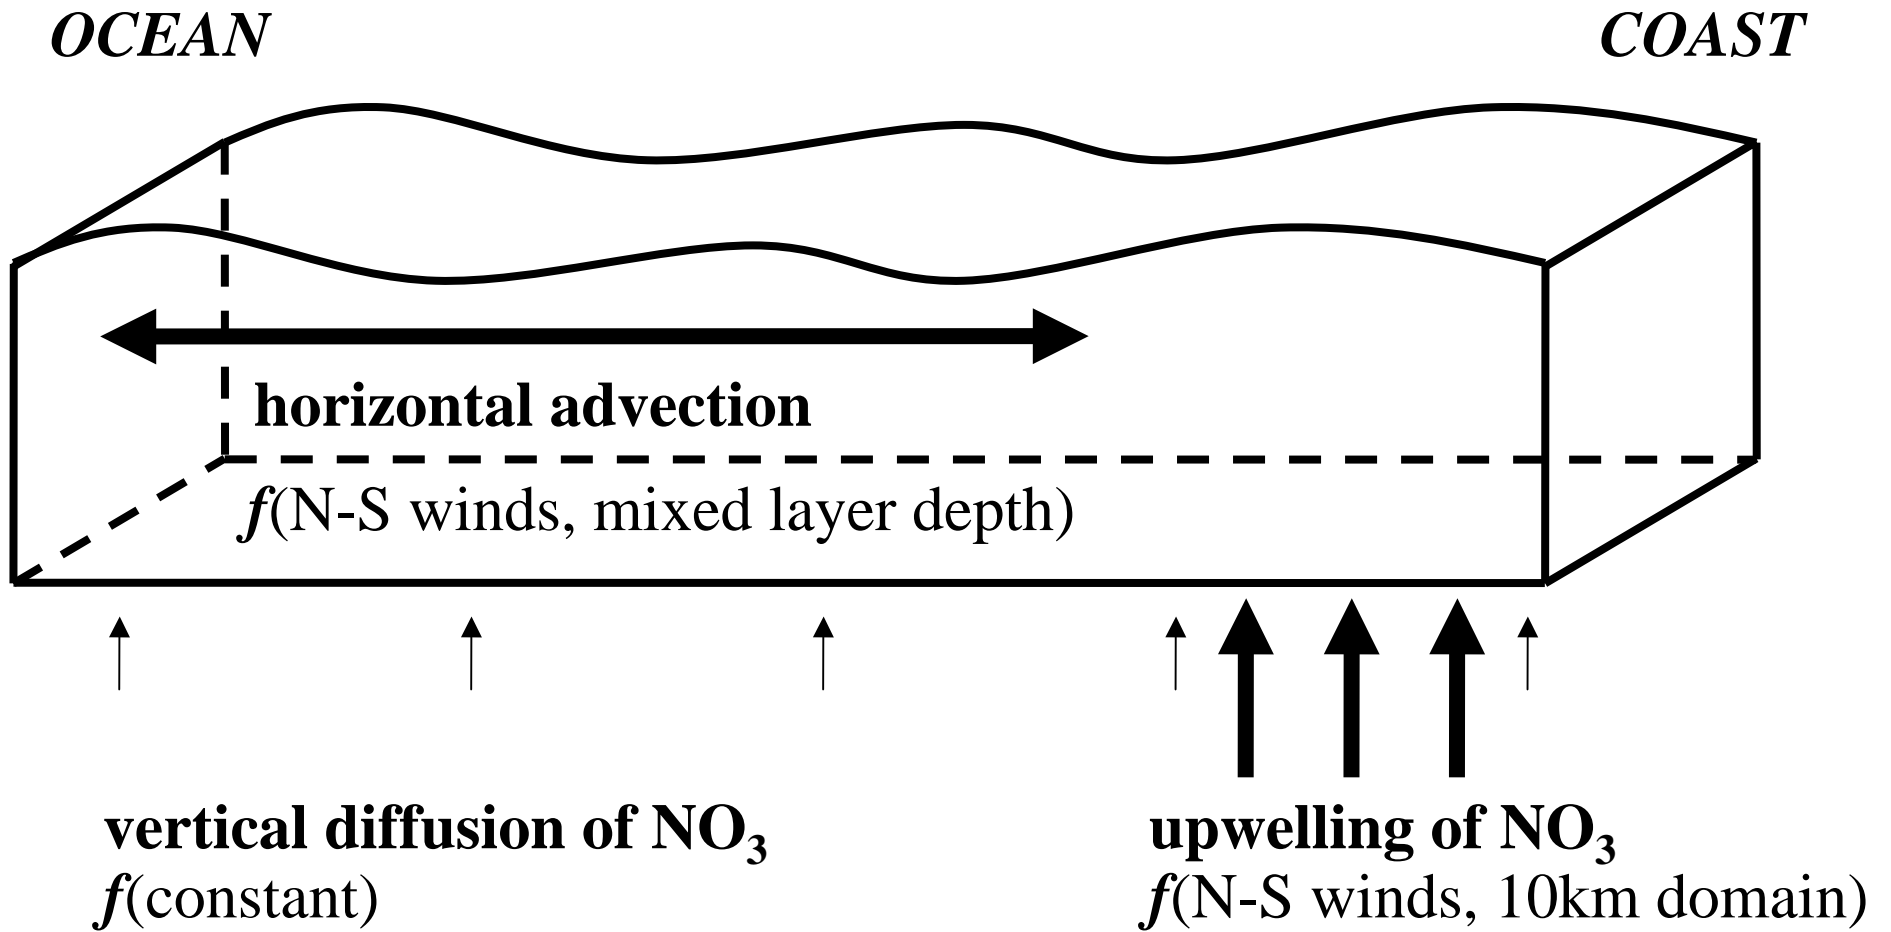 OCEAN
COAST
horizontal advection
f(N-S winds, mixed layer depth)
vertical diffusion of NO₃
f(constant)
upwelling of NO₃
f(N-S winds, 10km domain)